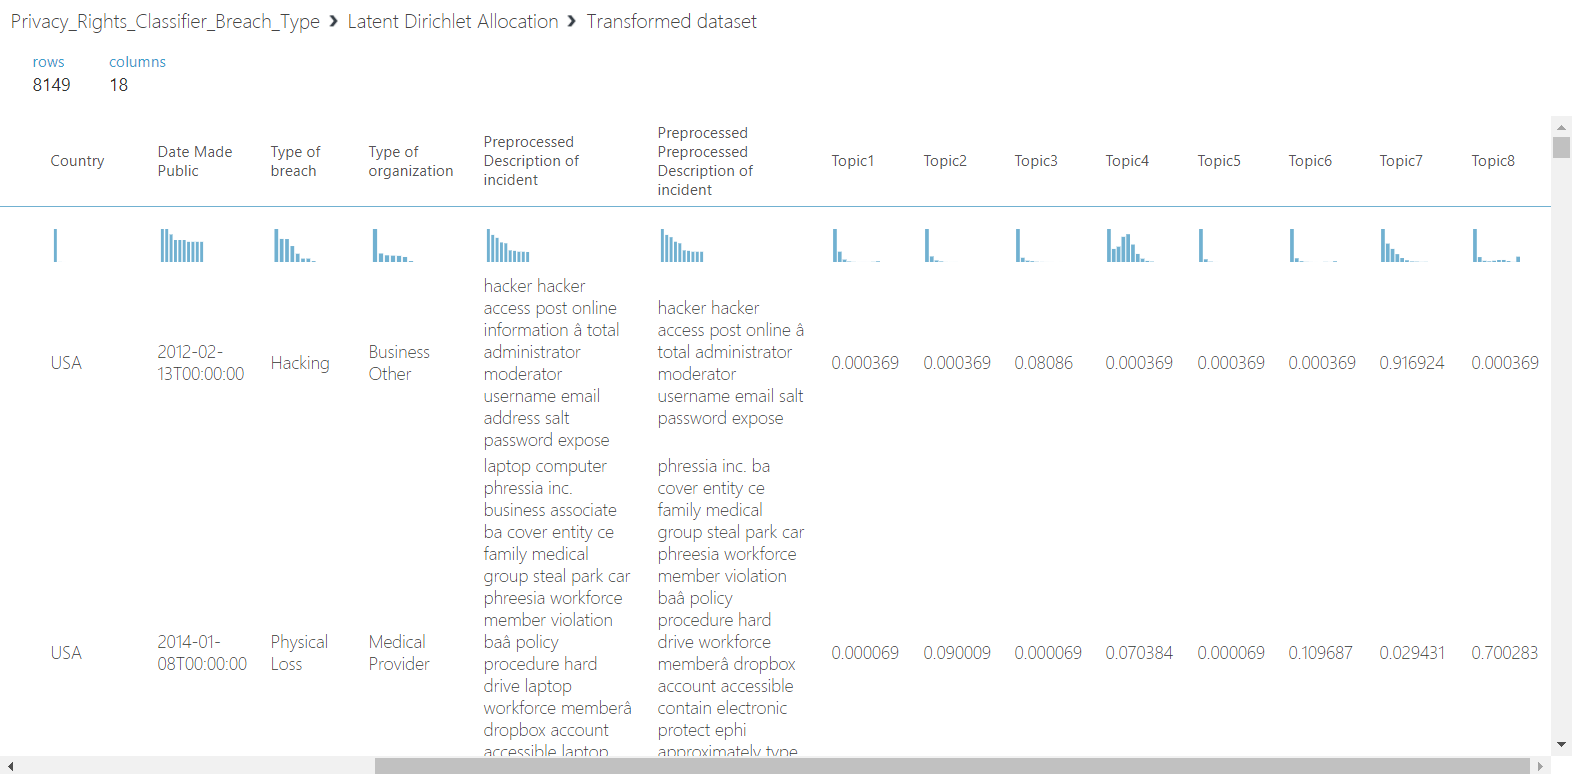 Privacy_Rights_Classifier_Breach_Type › Latent Dirichlet Allocation › Transformed dataset
rows columns
8149 18
Country
Date Made
Public
Type of
breach
Type of
organization
Preprocessed
Description of
incident
Preprocessed
Preprocessed
Description of
incident
Topic1 Topic2 Topic3 Topic4 Topic5 Topic6 Topic7 Topic8
USA
2012-02-
13T00:00:00
Hacking
Business
Other
hacker hacker
access post online
information â total
administrator
moderator
username email
address salt
password expose
hacker hacker
access post online â
total administrator
moderator
username email salt
password expose
0.000369 0.000369 0.08086 0.000369 0.000369 0.000369 0.916924 0.000369
USA
2014-01-
08T00:00:00
Physical
Loss
Medical
Provider
laptop computer
phressia inc.
business associate
ba cover entity ce
family medical
group steal park car
phreesia workforce
member violation
baâ policy
procedure hard
drive laptop
workforce memberâ
dropbox account
accessible laptop
phressia inc. ba
cover entity ce
family medical
group steal park car
phreesia workforce
member violation
baâ policy
procedure hard
drive workforce
memberâ dropbox
account accessible
contain electronic
protect ephi
approximately type
0.000069 0.090009 0.000069 0.070384 0.000069 0.109687 0.029431 0.700283